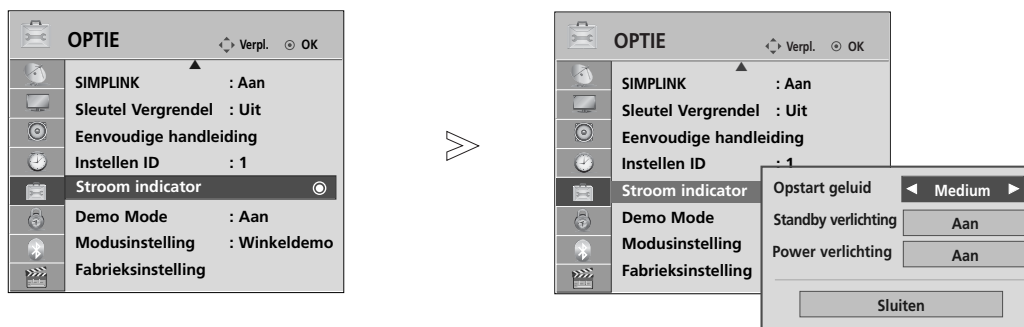 OPTIE Verpl. OK
SIMPLINK : Aan
Sleutel Vergrendel : Uit
Eenvoudige handleiding
Instellen ID : 1
Stroom indicator
Demo Mode : Aan
Modusinstelling : Winkeldemo
Fabrieksinstelling
OPTIE Verpl. OK
SIMPLINK : Aan
Sleutel Vergrendel : Uit
Eenvoudige handleiding
Instellen ID : 1
Stroom indicator
Demo Mode
Modusinstelling
Fabrieksinstelling
Opstart geluid Medium
Standby verlichting Aan
Power verlichting Aan
Sluiten